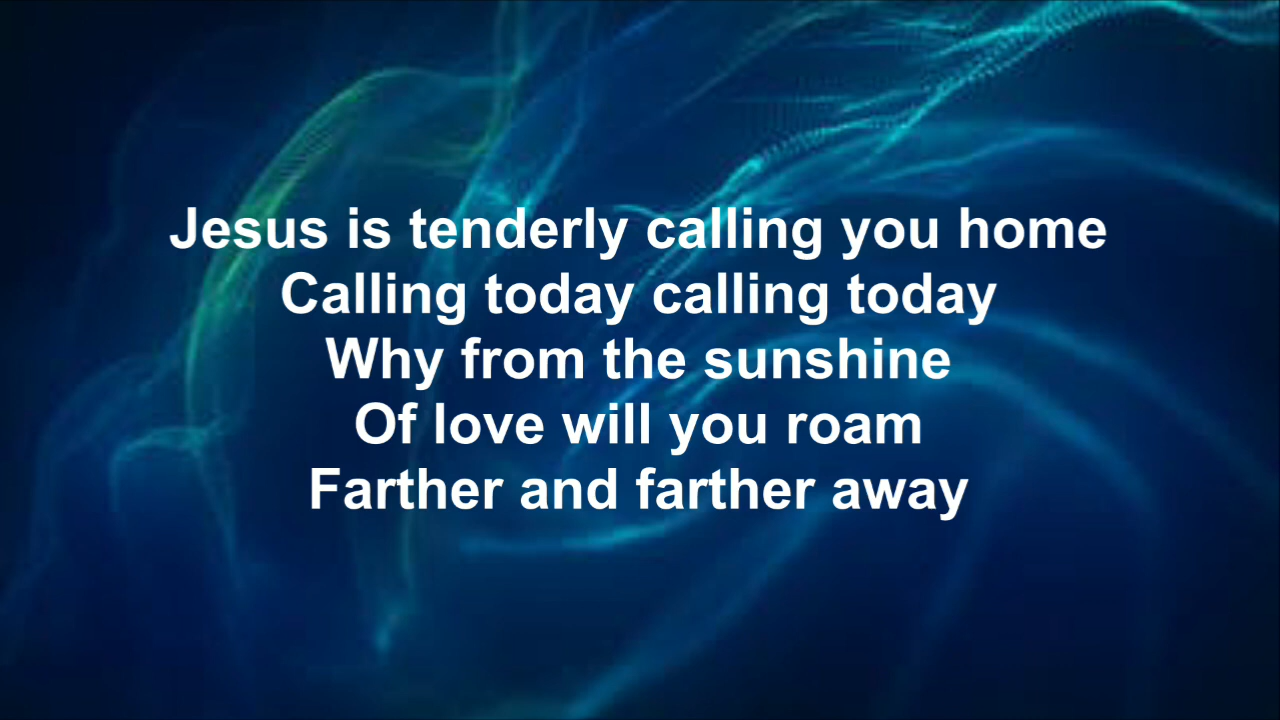 Jesus is tenderly calling you home
Calling today calling today
Why from the sunshine
Of love will you roam
Farther and farther away